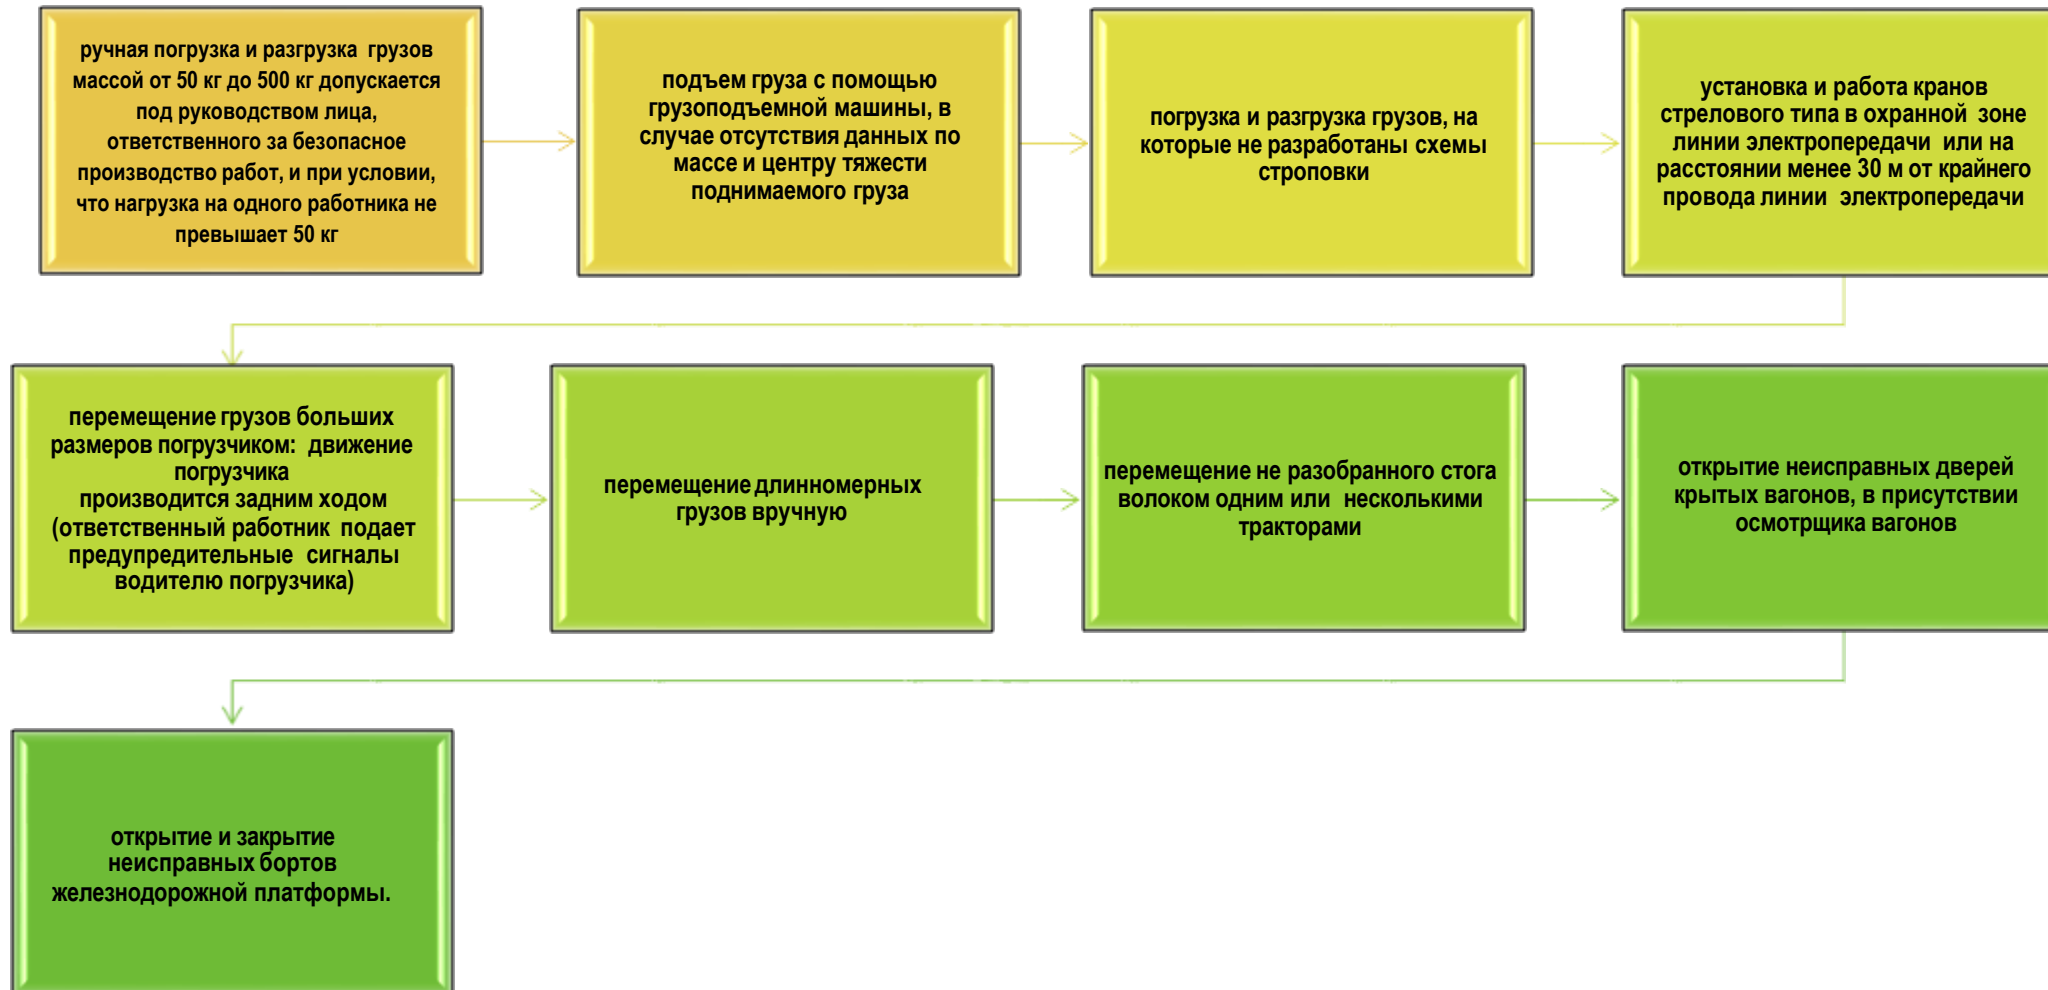 ручная погрузка и разгрузка грузов
массой от 50 кг до 500 кг допускается
под руководством лица,
ответственного за безопасное
производство работ, и при условии,
что нагрузка на одного работника не
превышает 50 кг
подъем груза с помощью
грузоподъемной машины, в
случае отсутствия данных по
массе и центру тяжести
поднимаемого груза
погрузка и разгрузка грузов, на
которые не разработаны схемы
строповки
установка и работа кранов
стрелового типа в охранной зоне
линии электропередачи или на
расстоянии менее 30 м от крайнего
провода линии электропередачи
перемещение грузов больших
размеров погрузчиком: движение
погрузчика
производится задним ходом
(ответственный работник подает
предупредительные сигналы
водителю погрузчика)
перемещение длинномерных
грузов вручную
перемещение не разобранного стога
волоком одним или несколькими
тракторами
открытие неисправных дверей
крытых вагонов, в присутствии
осмотрщика вагонов
открытие и закрытие
неисправных бортов
железнодорожной платформы.